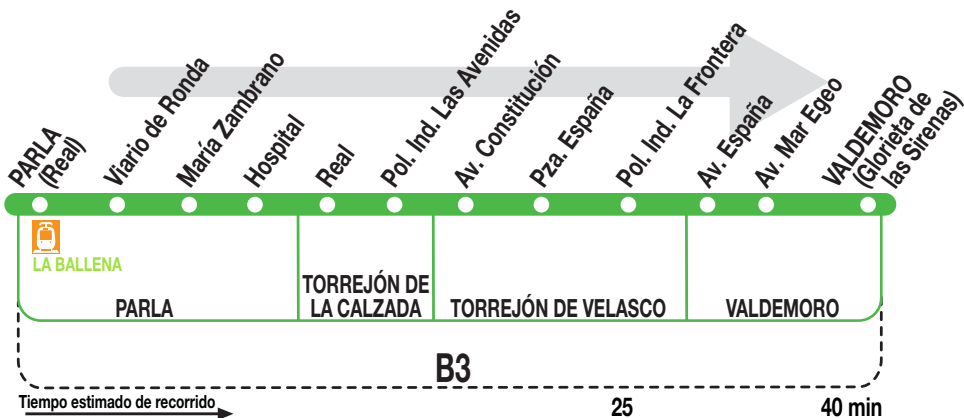 PARLA
(Real)
Viario de Ronda
María Zambrano
Hospital
Real
Pol. Ind. Las Avenidas
Av. Constitución
Pza. España
Pol. Ind. La Frontera
Av. España
Av. Mar Egeo
VALDEMORO
(Glorieta de
las Sirenas)
LA BALLENA
PARLA
TORREJÓN DE
LA CALZADA
TORREJÓN DE VELASCO
VALDEMORO
B3
Tiempo estimado de recorrido
25
40 min